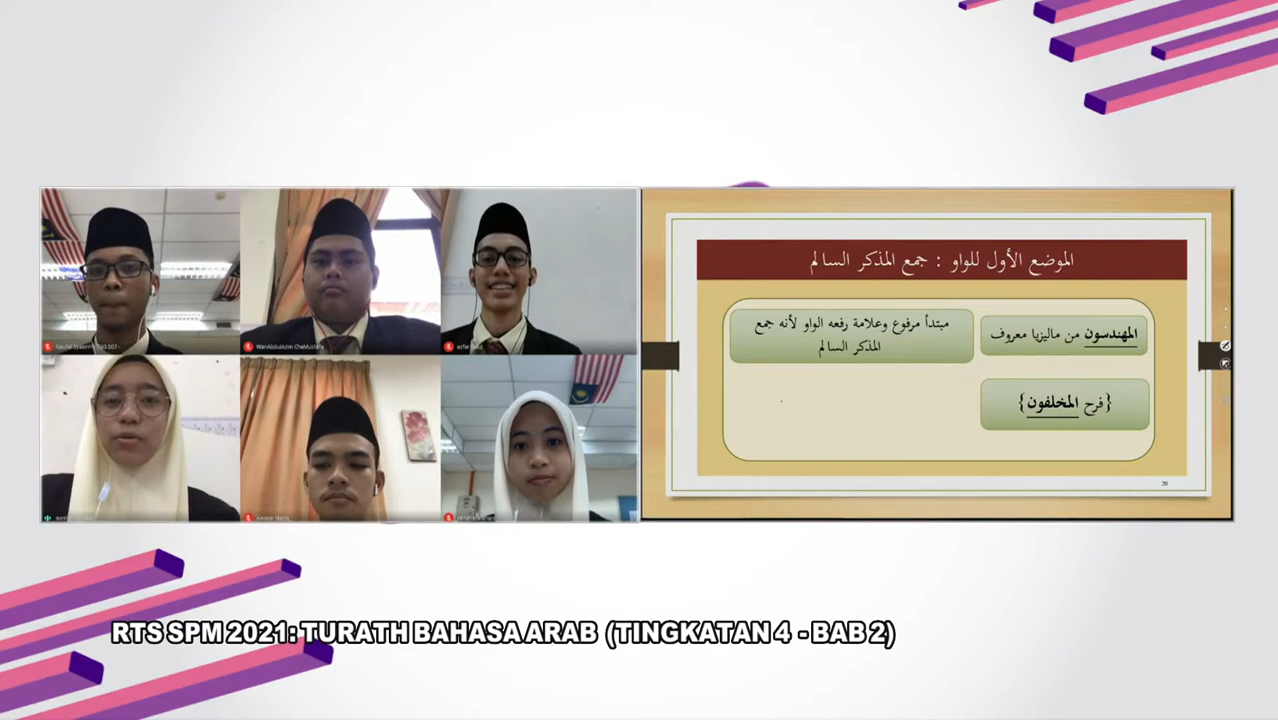 الموضع الأول للواو : جمع المذكر السالم
المهندسون من ماليزيا معروف
مبتدأ مرفوع وعلامة رفعه الواو لأنه جمع
المذكر السالم
{فرح المخلفون}
20
RTS SPM 2021: TURATH BAHASA ARAB (TINGKATAN 4 - BAB 2)